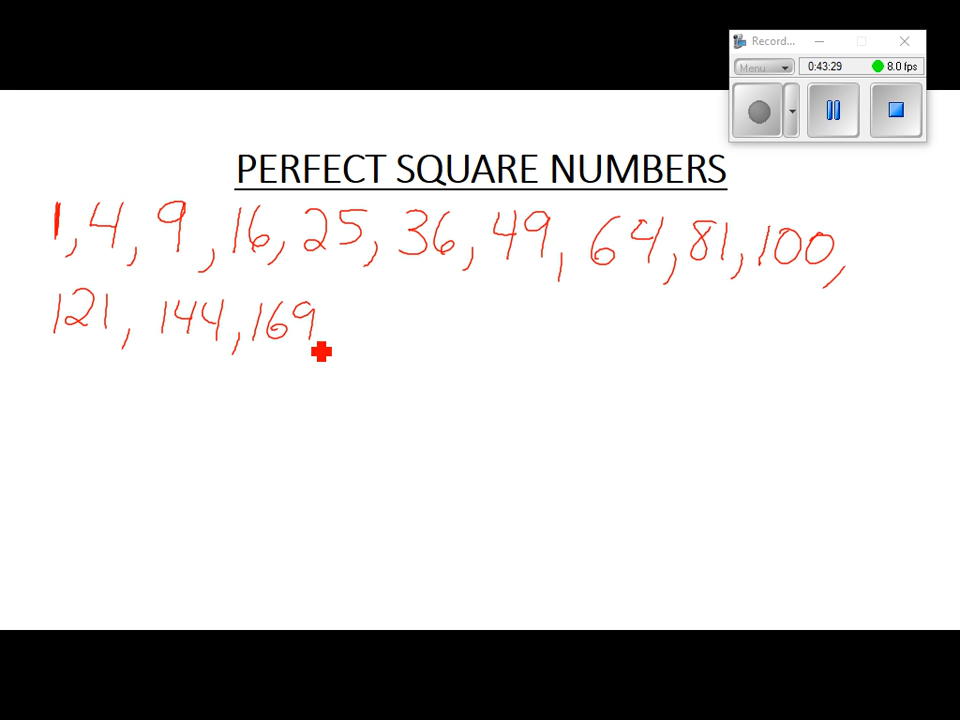 Record...
Menu
0:43:29
8.0 fps
PERFECT SQUARE NUMBERS
1, 4, 9, 16, 25, 36, 49, 64, 81, 100,
121, 144, 169